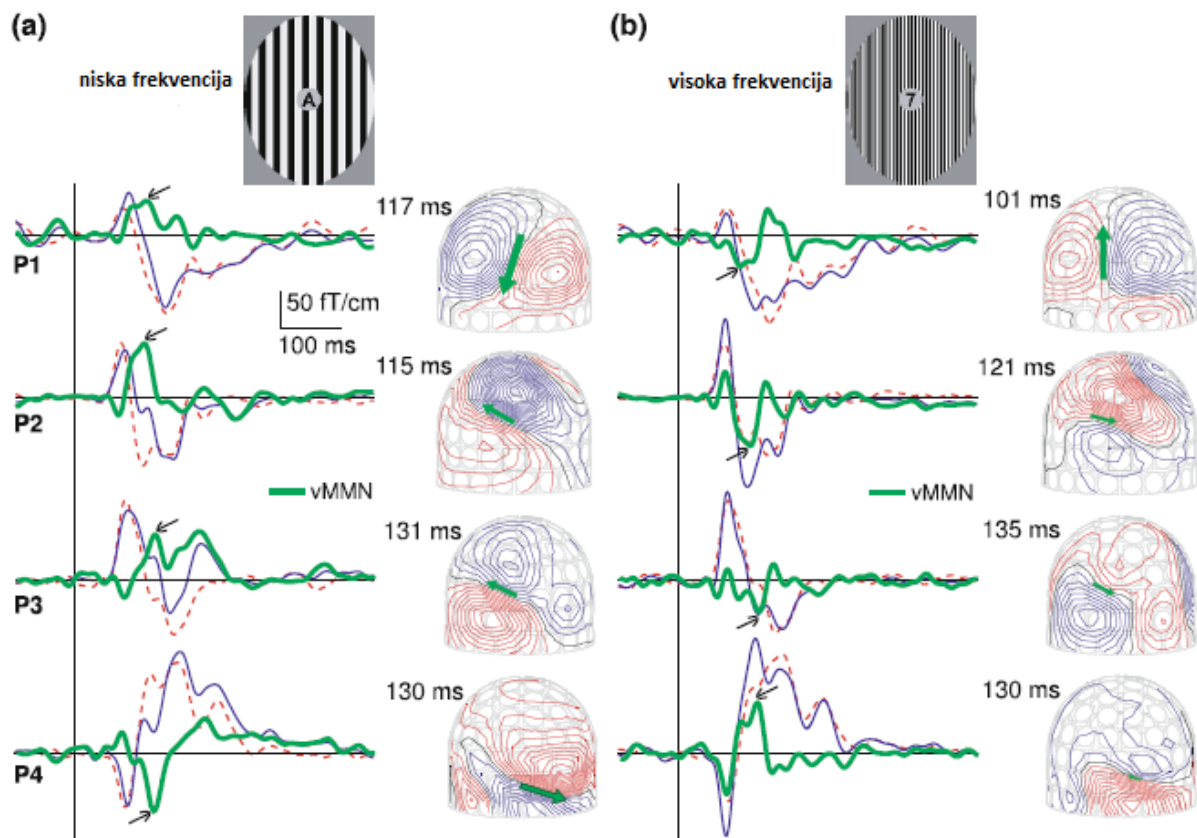 (a)
niska frekvencija
A
117 ms
P1
50 fT/cm
100 ms
115 ms
P2
vMMN
131 ms
P3
130 ms
P4
(b)
visoka frekvencija
7
101 ms
121 ms
vMMN
135 ms
130 ms